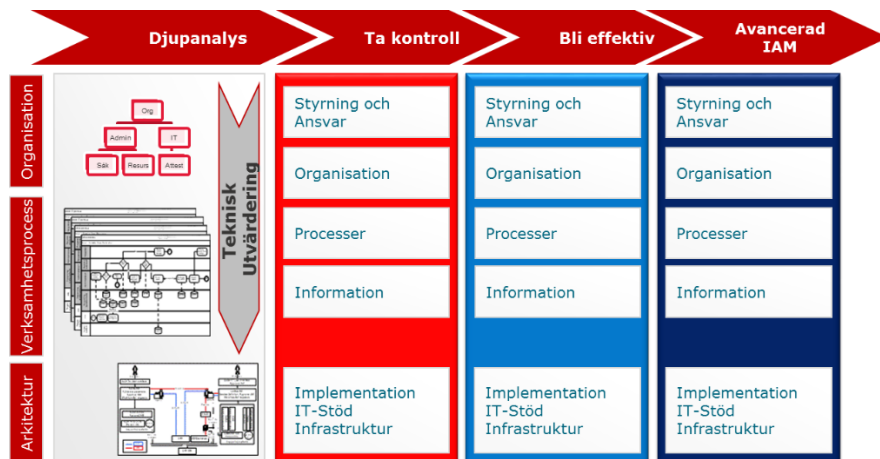 Djupanalys
Ta kontroll
Bli effektiv
Avancerad
IAM
Organisation
Org
Admin
IT
Säk
Resurs
Attest
Teknisk
Utvärdering
Styrning och
Ansvar
Styrning och
Ansvar
Styrning och
Ansvar
Organisation
Organisation
Organisation
Verksamhetsprocess
Processer
Processer
Processer
Information
Information
Information
Arkitektur
Implementation
IT-Stöd
Infrastruktur
Implementation
IT-Stöd
Infrastruktur
Implementation
IT-Stöd
Infrastruktur